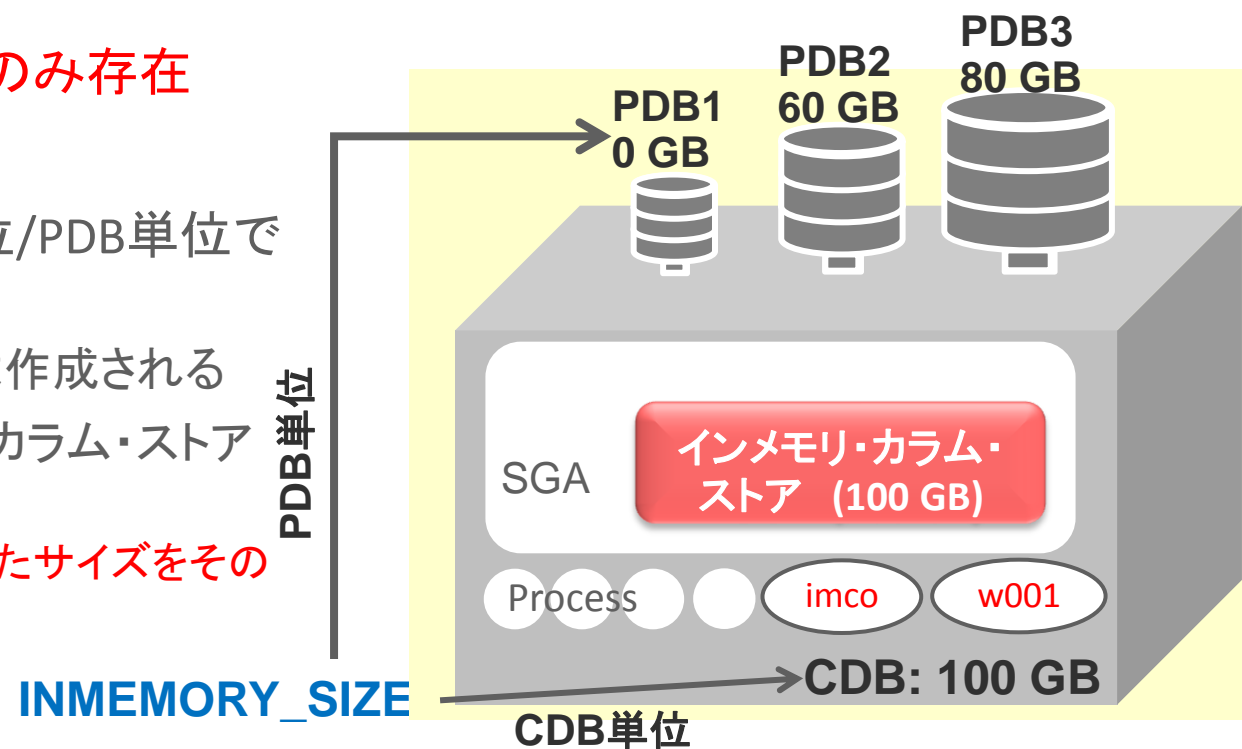 のみ存在
位/PDB単位で
作成される
カラム・ストア
たサイズをその
PDB単位
INMEMORY_SIZE
CDB単位
PDB1
0 GB
PDB2
60 GB
PDB3
80 GB
SGA
インメモリ・カラム・
ストア (100 GB)
Process
imco
w001
CDB: 100 GB